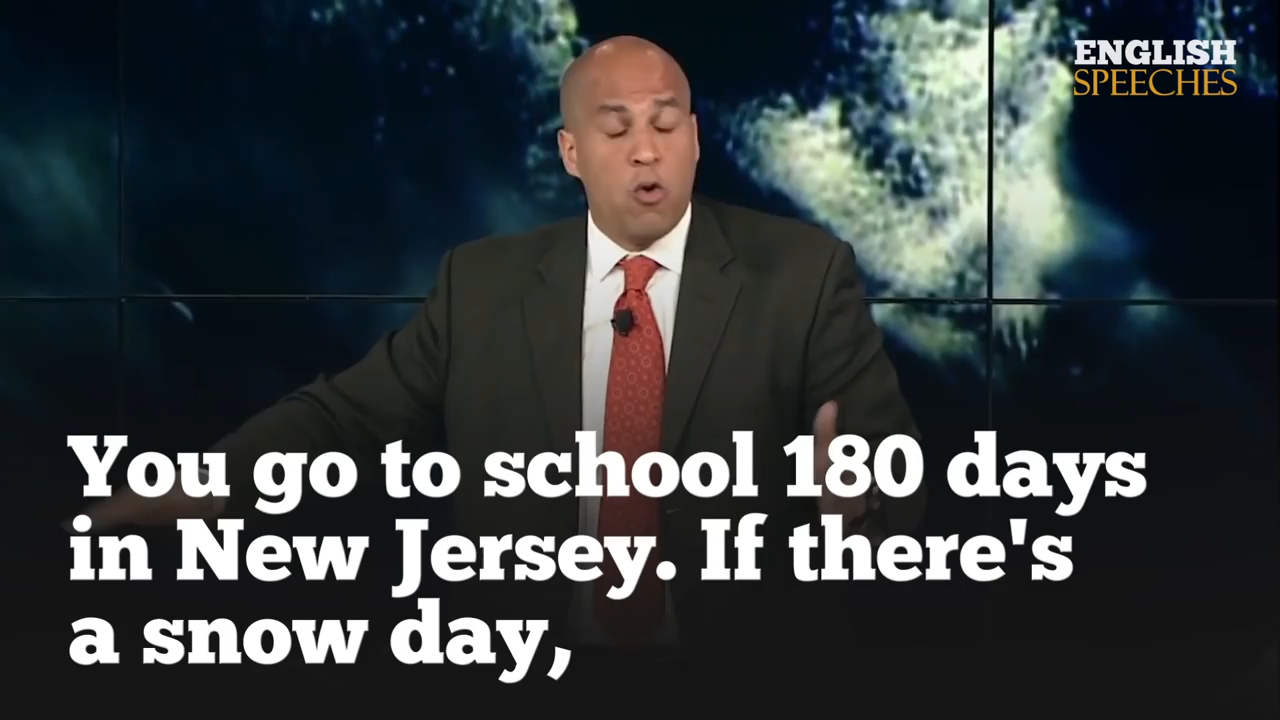 ENGLISH
SPEECHES
You go to school 180 days
in New Jersey. If there's
a snow day,